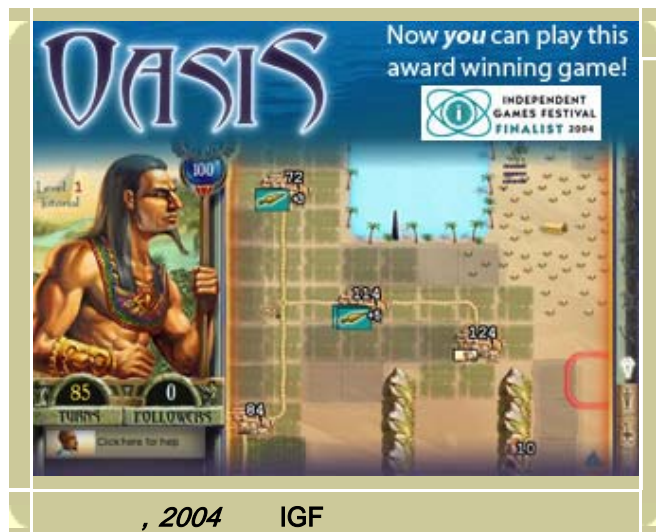 OASIS
Now you can play this
award winning game!
INDEPENDENT
GAMES FESTIVAL
FINALIST 2004
100
Level 1
Tutorial
72
+3
114
124
84
10
85
0
TURNS
FOLLOWERS
Click here for help
, 2004 IGF